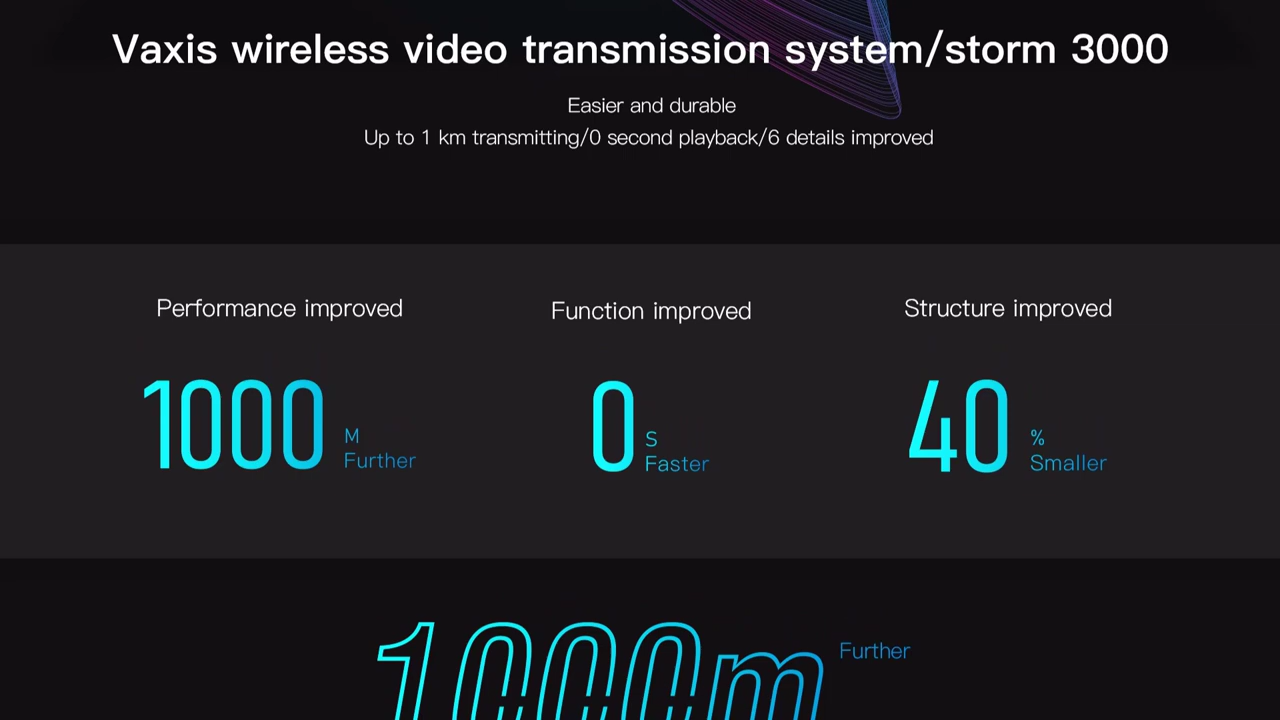 Vaxis wireless video transmission system/storm 3000
Easier and durable
Up to 1 km transmitting/0 second playback/6 details improved
Performance improved
1000 M Further
Function improved
0 S Faster
Structure improved
40 % Smaller
1000m Further